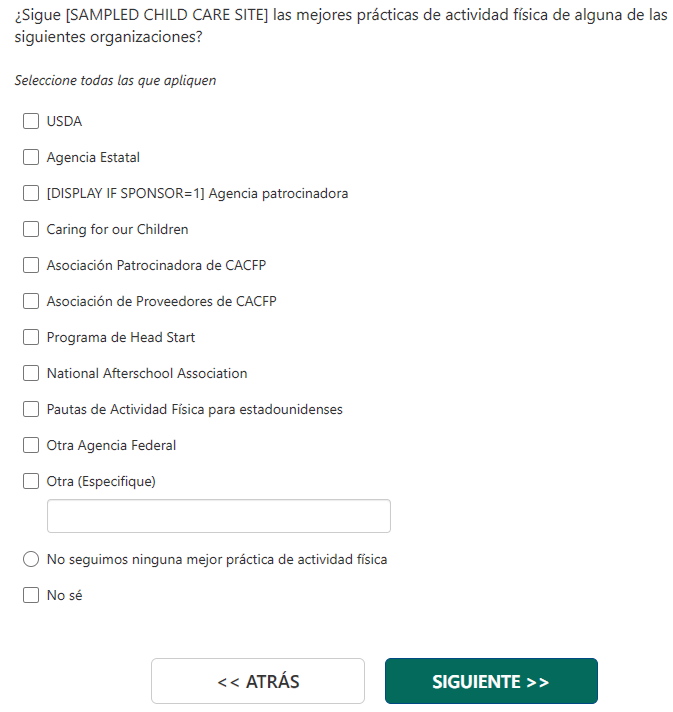 ¿Sigue [SAMPLED CHILD CARE SITE] las mejores prácticas de actividad física de alguna de las
siguientes organizaciones?
Seleccione todas las que apliquen
USDA
Agencia Estatal
[DISPLAY IF SPONSOR=1] Agencia patrocinadora
Caring for our Children
Asociación Patrocinadora de CACFP
Asociación de Proveedores de CACFP
Programa de Head Start
National Afterschool Association
Pautas de Actividad Física para estadounidenses
Otra Agencia Federal
Otra (Especifique)
No seguimos ninguna mejor práctica de actividad física
No sé
<< ATRÁS
SIGUIENTE >>